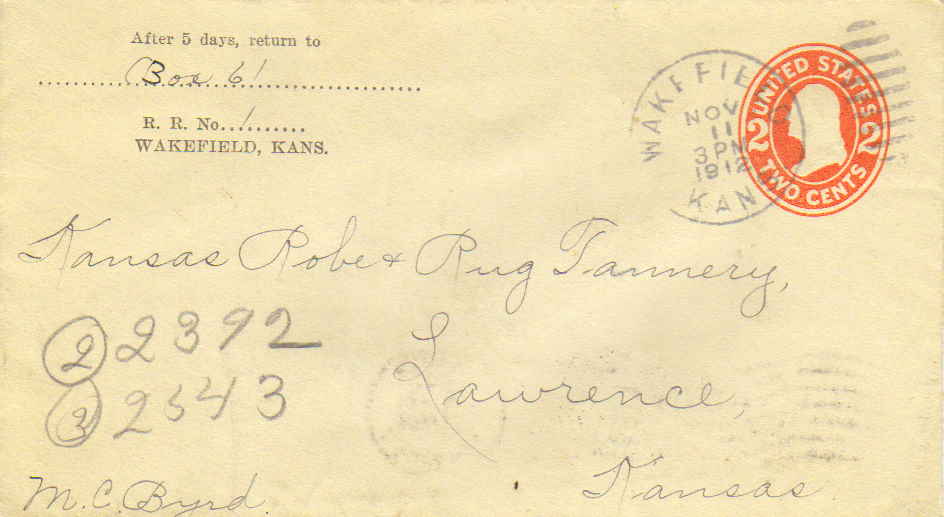 After 5 days, return to
Box 61
R. R. No. 1
WAKEFIELD, KANS.
WAKEFIELD
NOV
11
3 PM
1912
KAN
UNITED STATES
2 2
TWO CENTS
Kansas Robe & Rug Tannery,
Lawrence,
Kansas
2 2392
3 2543
M. C. Byrd